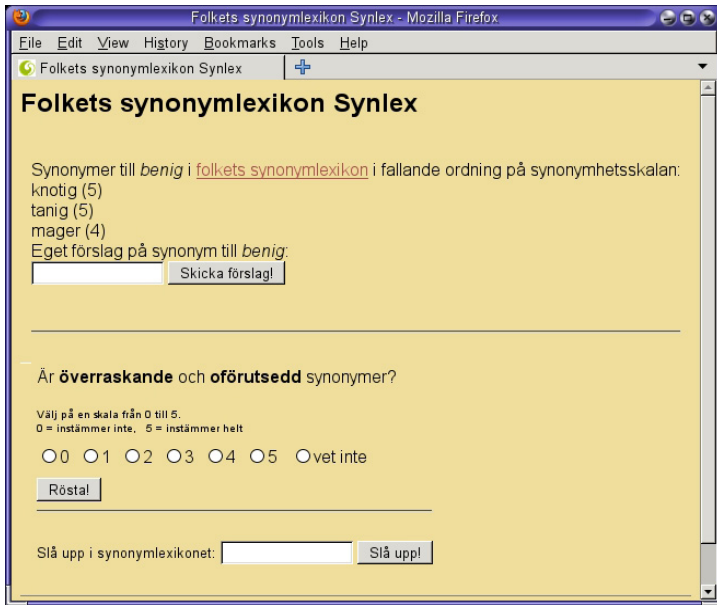 Folkets synonymlexikon Synlex - Mozilla Firefox
File Edit View History Bookmarks Tools Help
Folkets synonymlexikon Synlex
Folkets synonymlexikon Synlex
Synonymer till benig i folkets synonymlexikon i fallande ordning på synonymhetsskalan:
knotig (5)
tanig (5)
mager (4)
Eget förslag på synonym till benig:
Skicka förslag!
Är överraskande och oförutsedd synonymer?
Välj på en skala från 0 till 5.
0 = instämmer inte, 5 = instämmer helt
0 1 2 3 4 5 vet inte
Rösta!
Slå upp i synonymlexikonet: Slå upp!